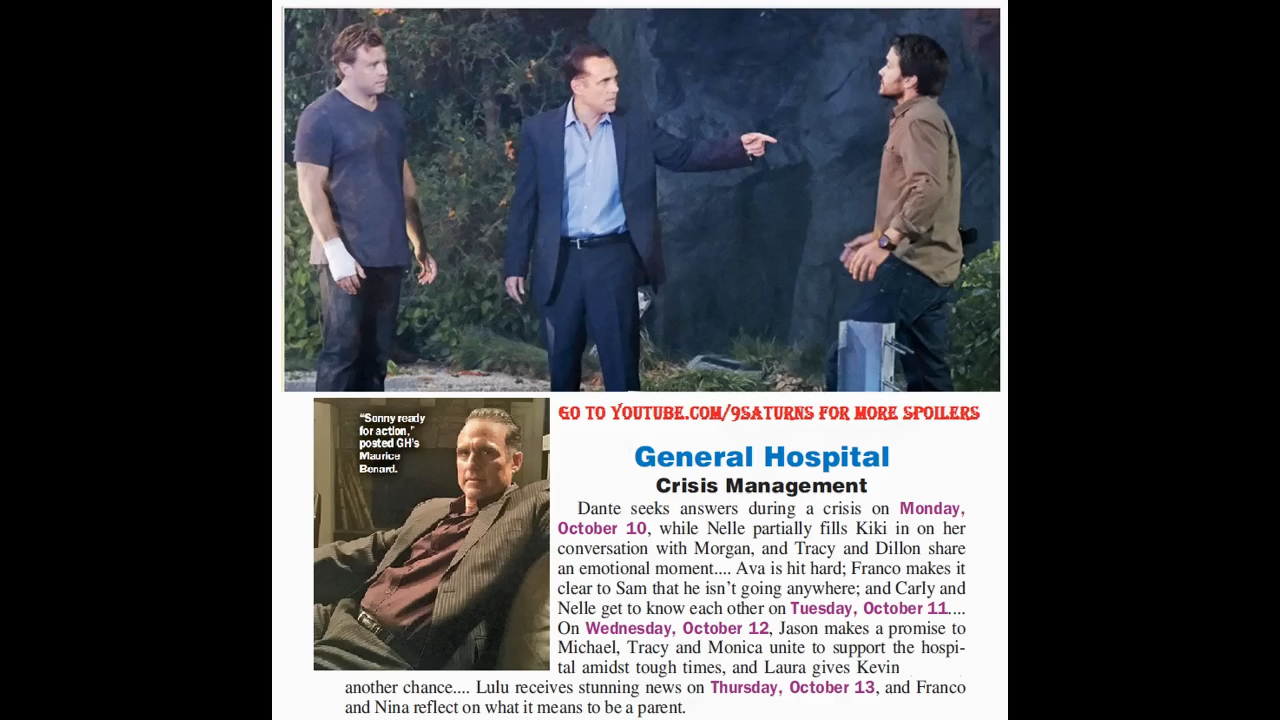 "Sonny ready
for action,"
posted GH's
Maurice
Benard.
GO TO YOUTUBE.COM/9SATURNS FOR MORE SPOILERS
General Hospital
Crisis Management
Dante seeks answers during a crisis on Monday,
October 10, while Nelle partially fills Kiki in on her
conversation with Morgan, and Tracy and Dillon share
an emotional moment.... Ava is hit hard; Franco makes it
clear to Sam that he isn't going anywhere; and Carly and
Nelle get to know each other on Tuesday, October 11....
On Wednesday, October 12, Jason makes a promise to
Michael, Tracy and Monica unite to support the hospi-
tal amidst tough times, and Laura gives Kevin
another chance.... Lulu receives stunning news on Thursday, October 13, and Franco
and Nina reflect on what it means to be a parent.